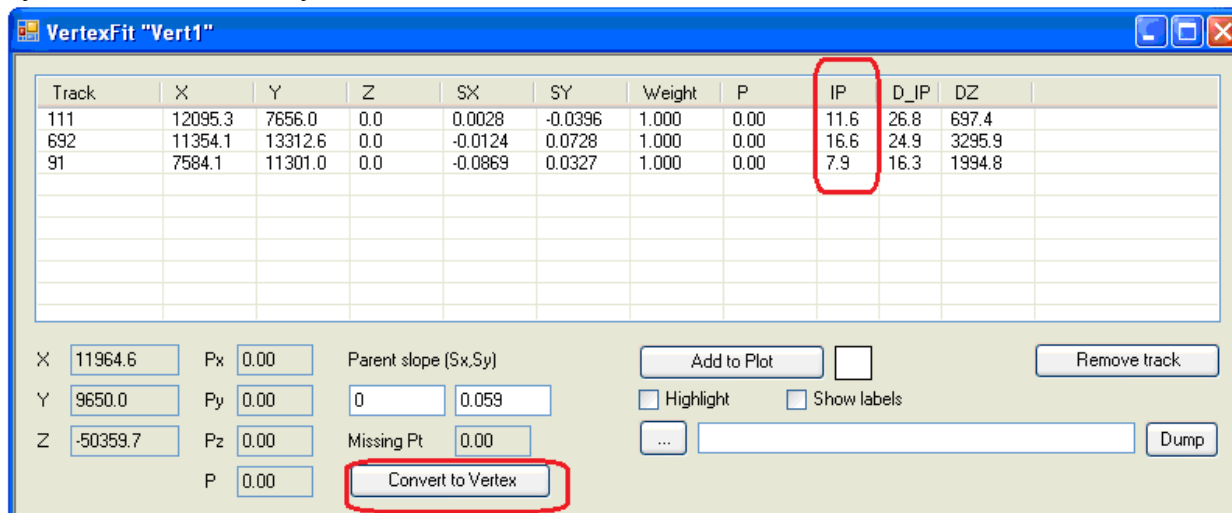 VertexFit "Vert1"
Track X Y Z SX SY Weight P IP D_IP DZ
111 12095.3 7656.0 0.0 0.0028 -0.0396 1.000 0.00 11.6 26.8 697.4
692 11354.1 13312.6 0.0 -0.0124 0.0728 1.000 0.00 16.6 24.9 3295.9
91 7584.1 11301.0 0.0 -0.0869 0.0327 1.000 0.00 7.9 16.3 1994.8
X 11964.6 Px 0.00 Parent slope (Sx,Sy) Add to Plot Remove track
Y 9650.0 Py 0.00 0 0.059 Highlight Show labels
Z -50359.7 Pz 0.00 Missing Pt 0.00 ... Dump
P 0.00 Convert to Vertex